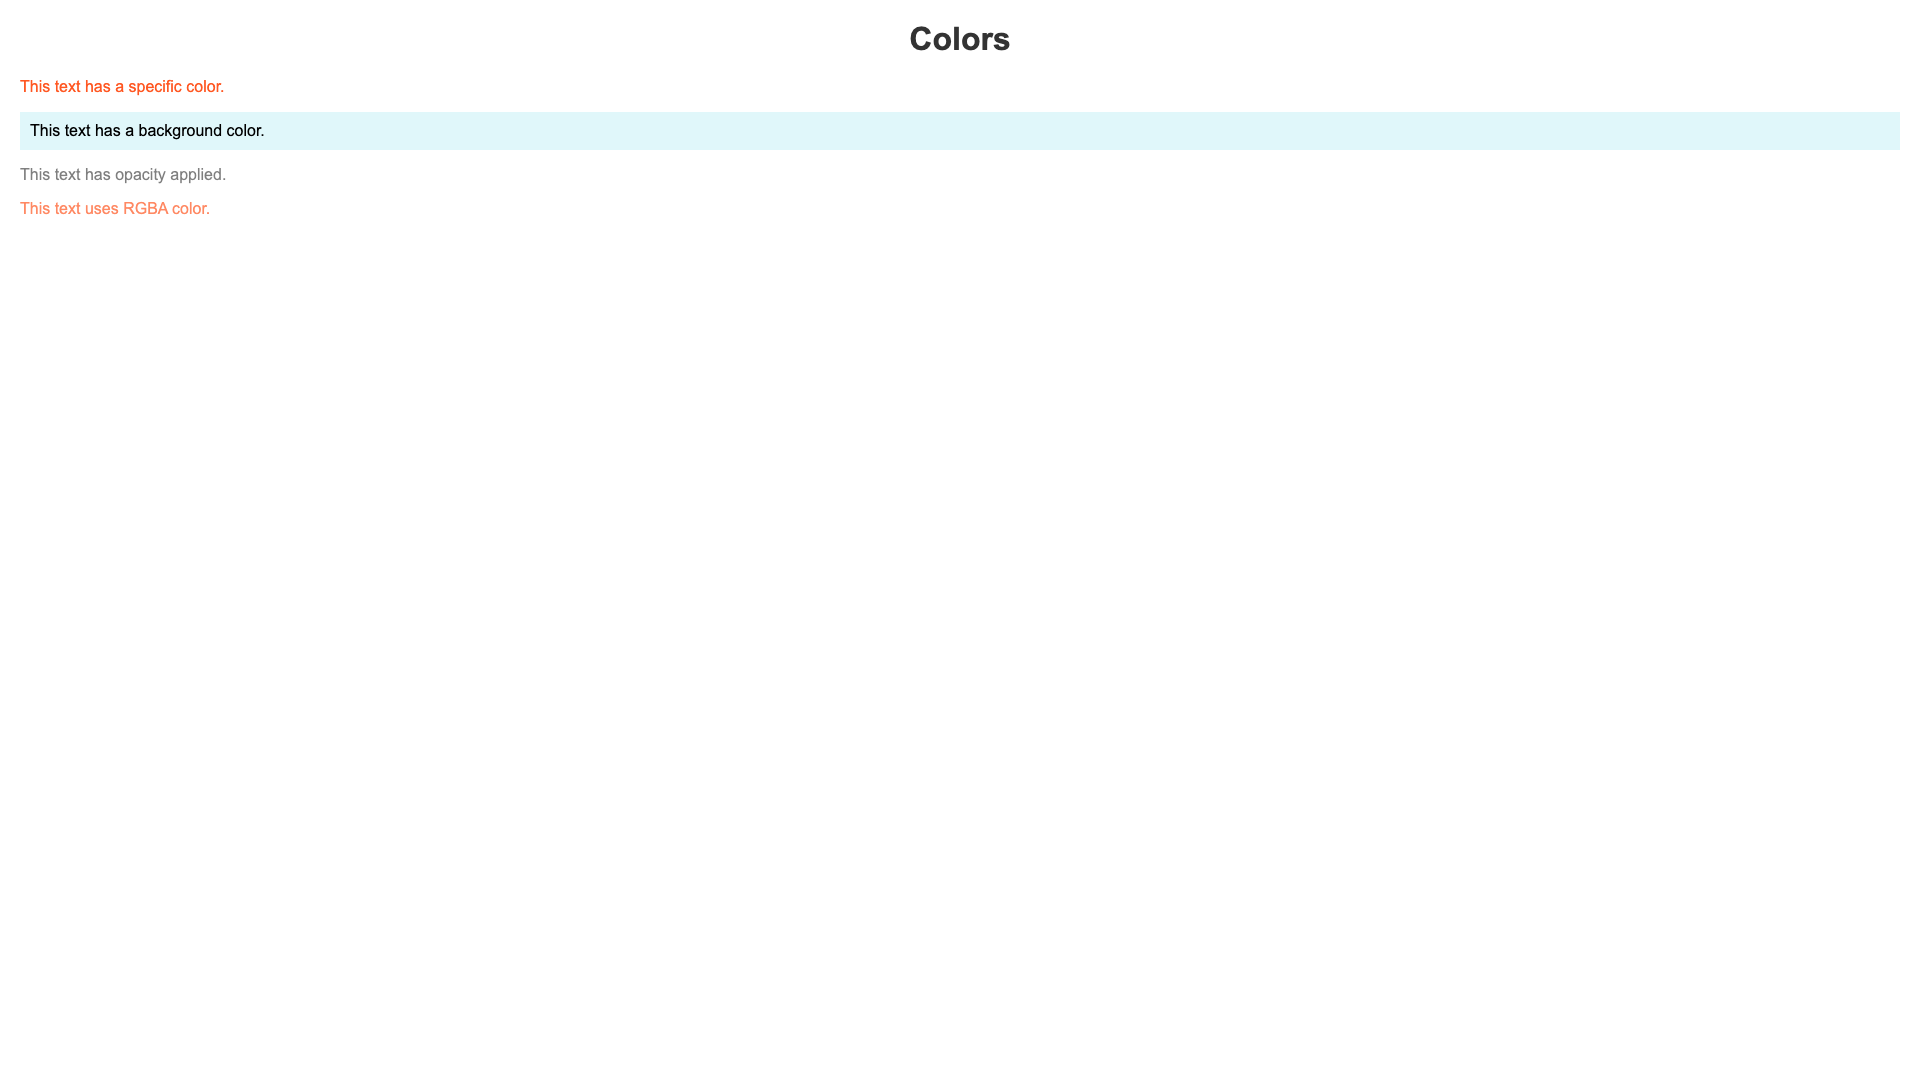 Colors
This text has a specific color.
This text has a background color.
This text has opacity applied.
This text uses RGBA color.